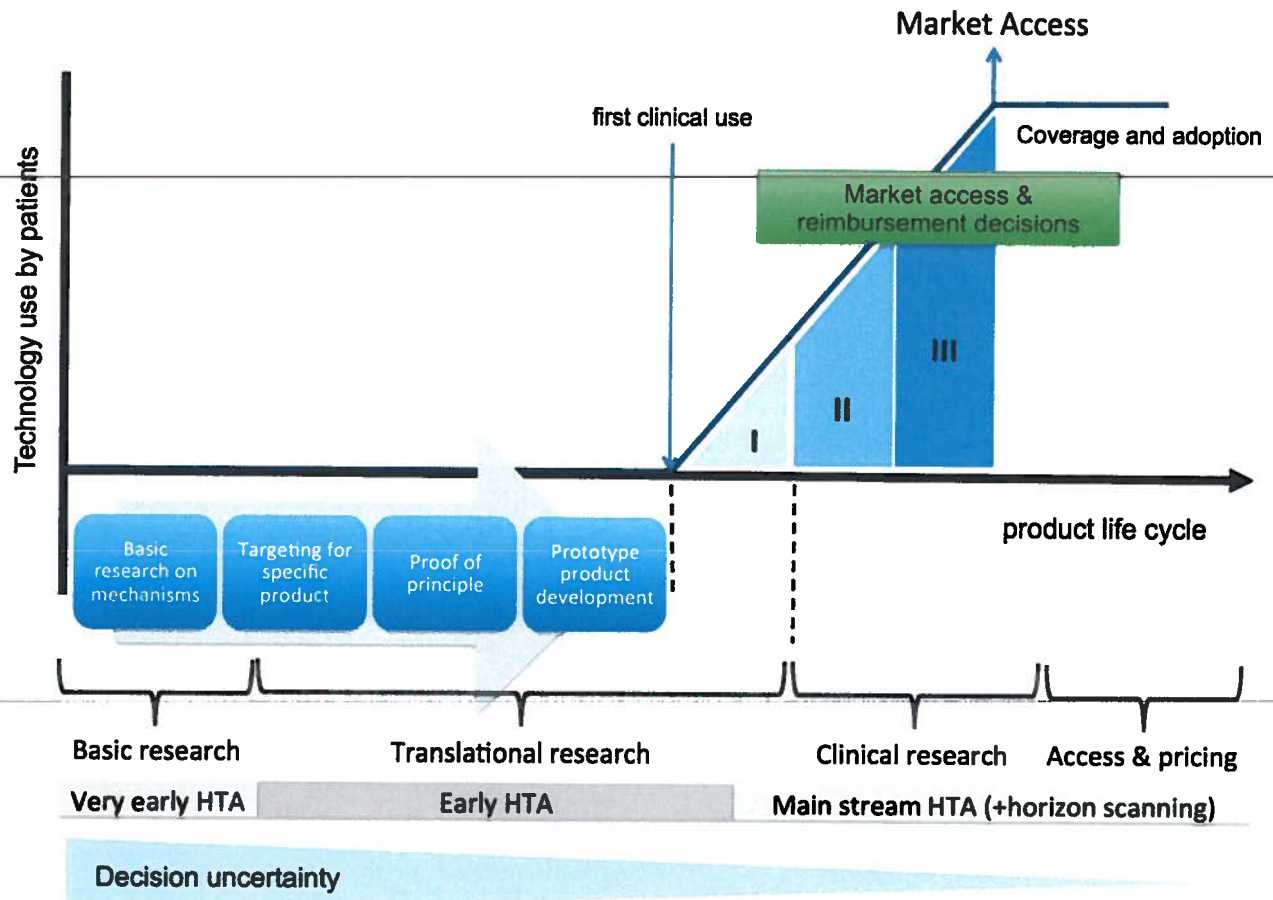 Market Access
first clinical use
Coverage and adoption
Market access &
reimbursement decisions
Technology use by patients
III
II
I
product life cycle
Basic
research on
mechanisms
Targeting for
specific
product
Proof of
principle
Prototype
product
development
Basic research
Translational research
Clinical research
Access & pricing
Very early HTA
Early HTA
Main stream HTA (+horizon scanning)
Decision uncertainty